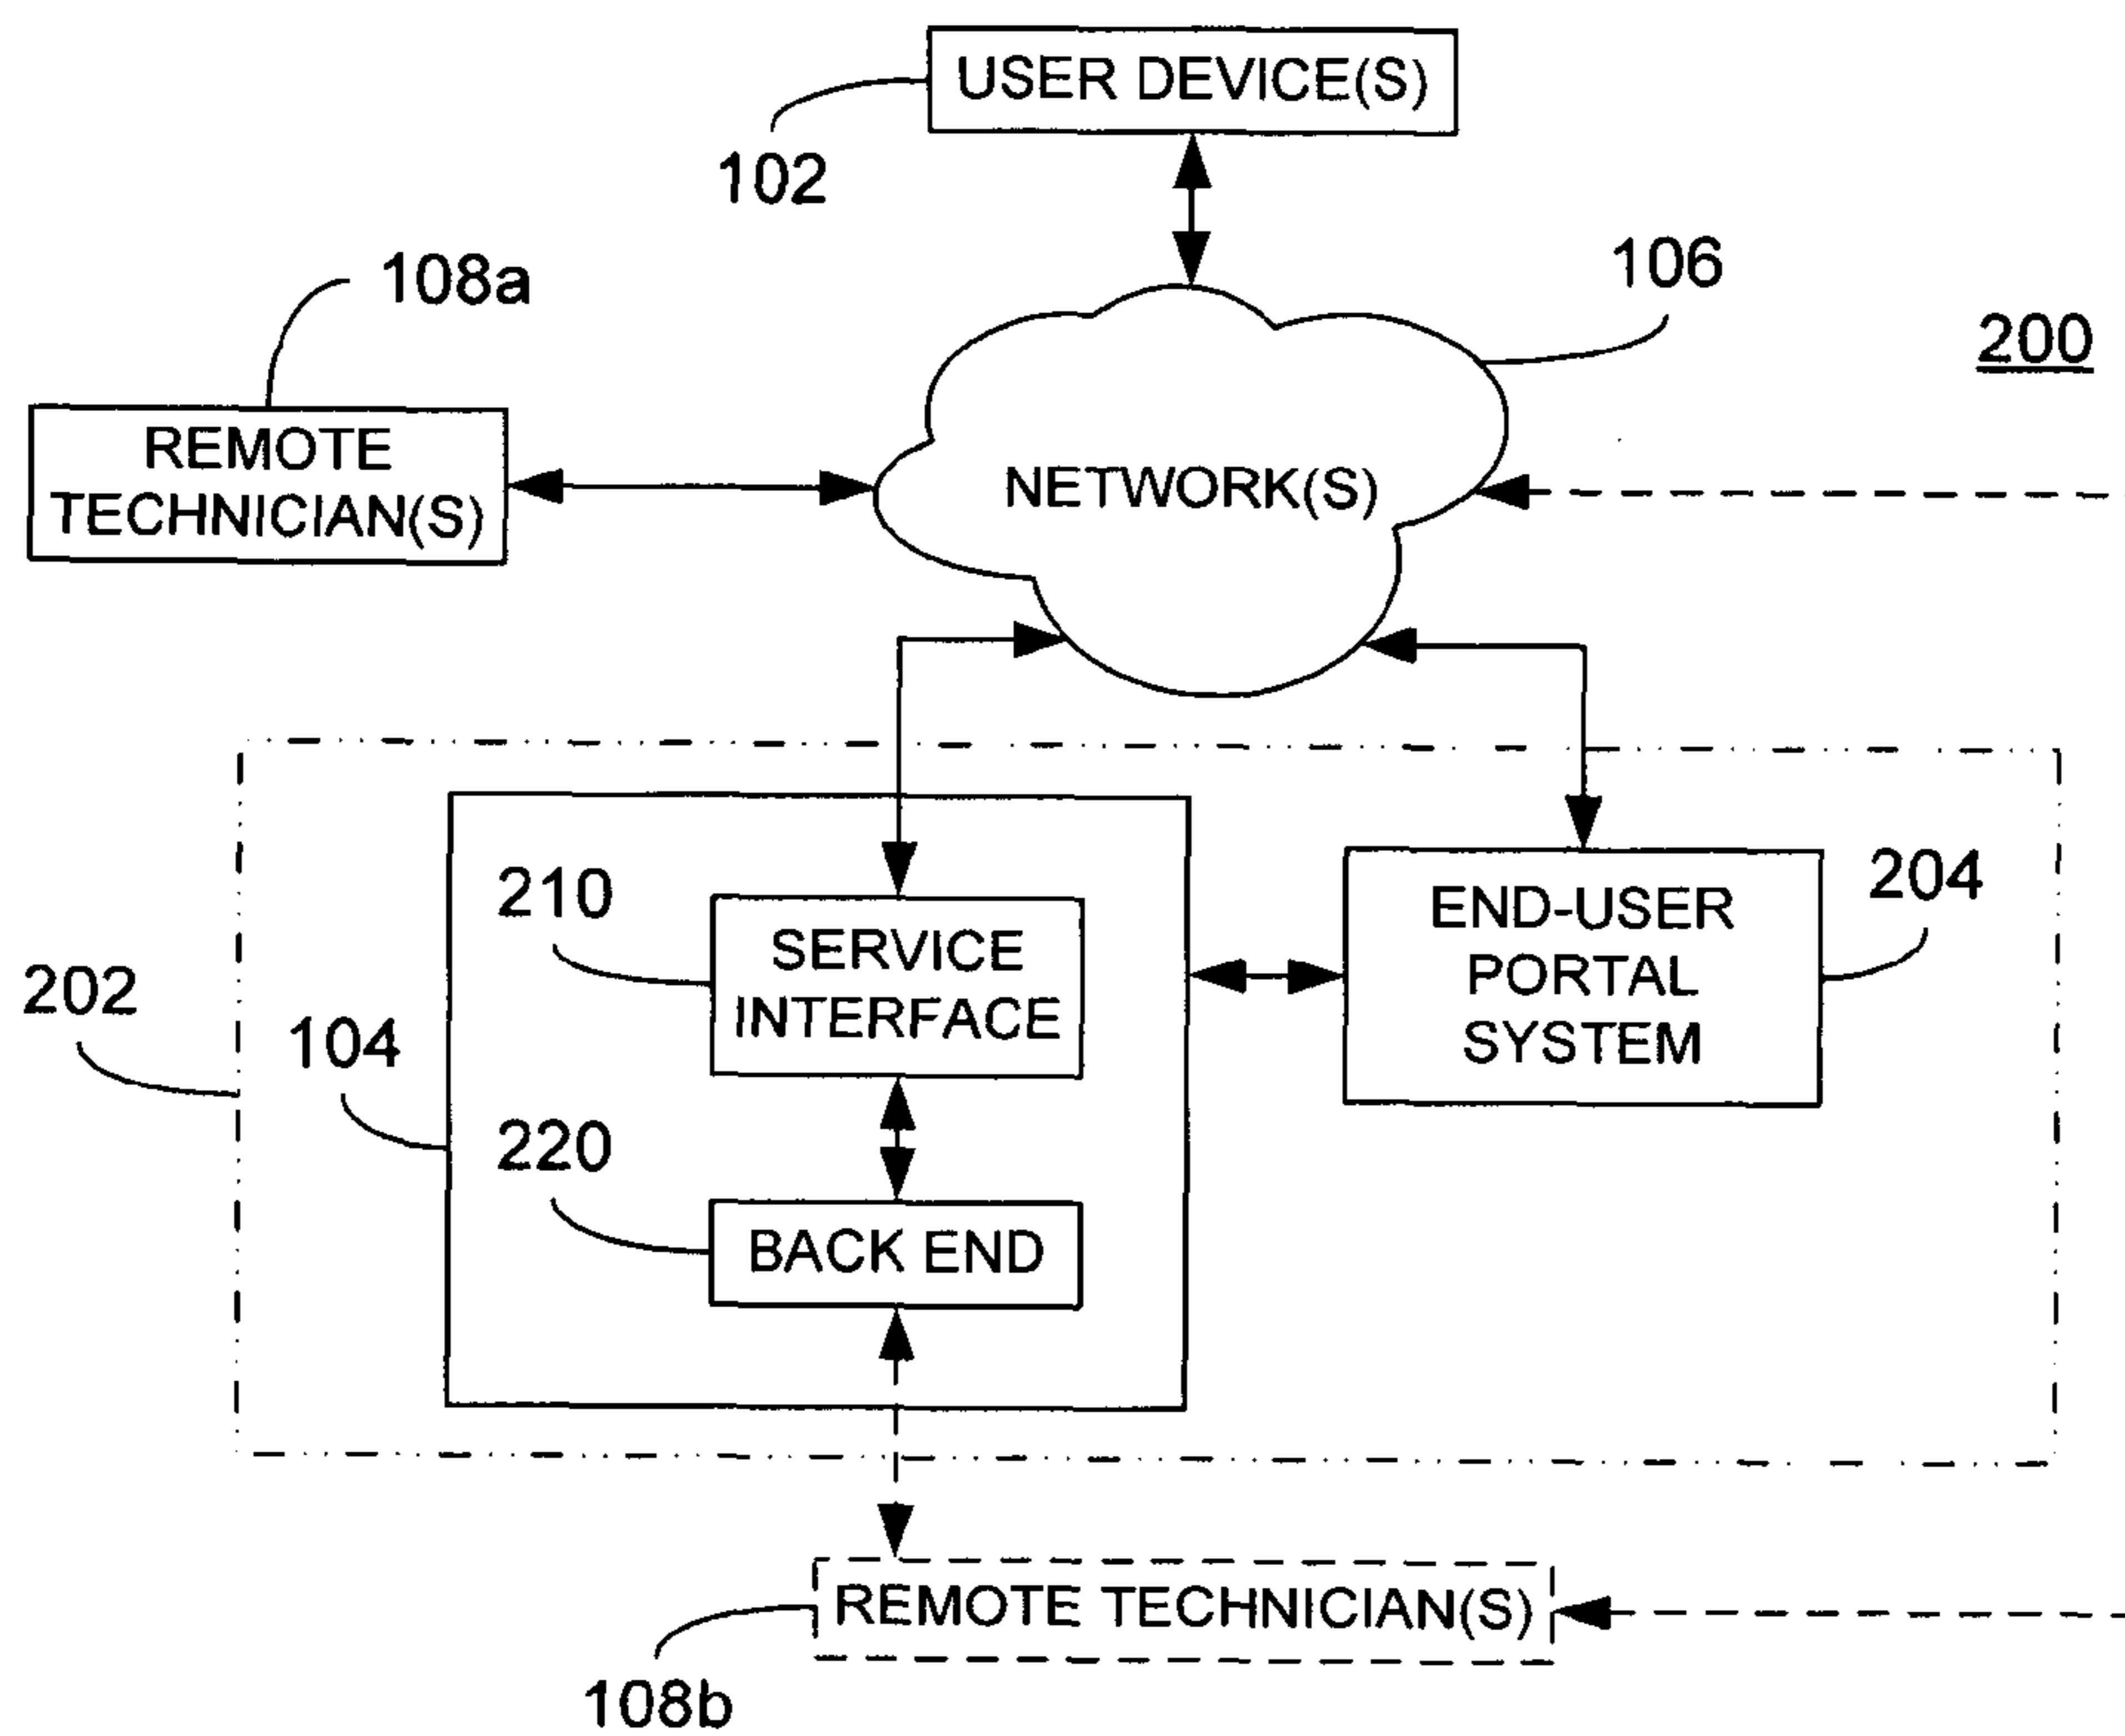 USER DEVICE(S)
102
106
108a
200
REMOTE
TECHNICIAN(S)
NETWORK(S)
210
204
END-USER
PORTAL
SYSTEM
SERVICE
INTERFACE
202
104
220
BACK END
REMOTE TECHNICIAN(S)
108b